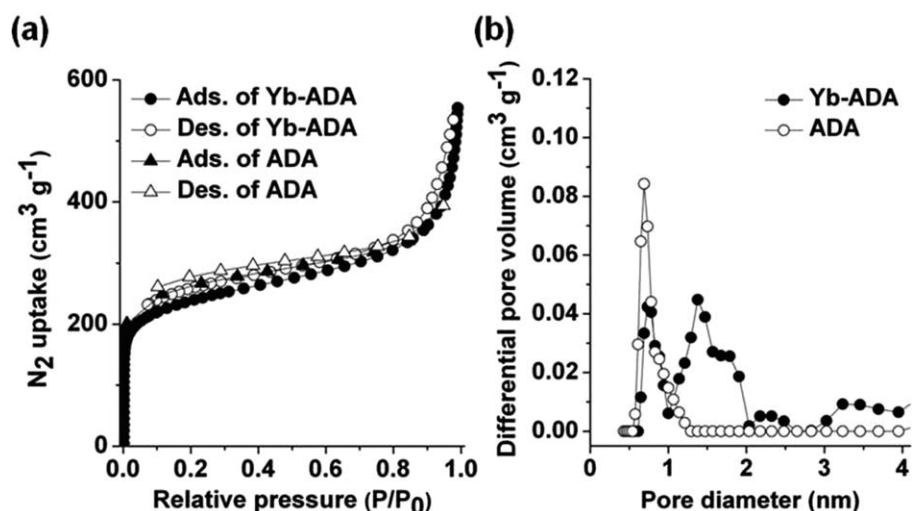 (a)
600
400
200
0
N₂ uptake (cm³ g⁻¹)
Ads. of Yb-ADA
Des. of Yb-ADA
Ads. of ADA
Des. of ADA
0.0 0.2 0.4 0.6 0.8 1.0
Relative pressure (P/P₀)
(b)
0.12
0.10
0.08
0.06
0.04
0.02
0.00
Differential pore volume (cm³ g⁻¹)
Yb-ADA
ADA
0 1 2 3 4
Pore diameter (nm)